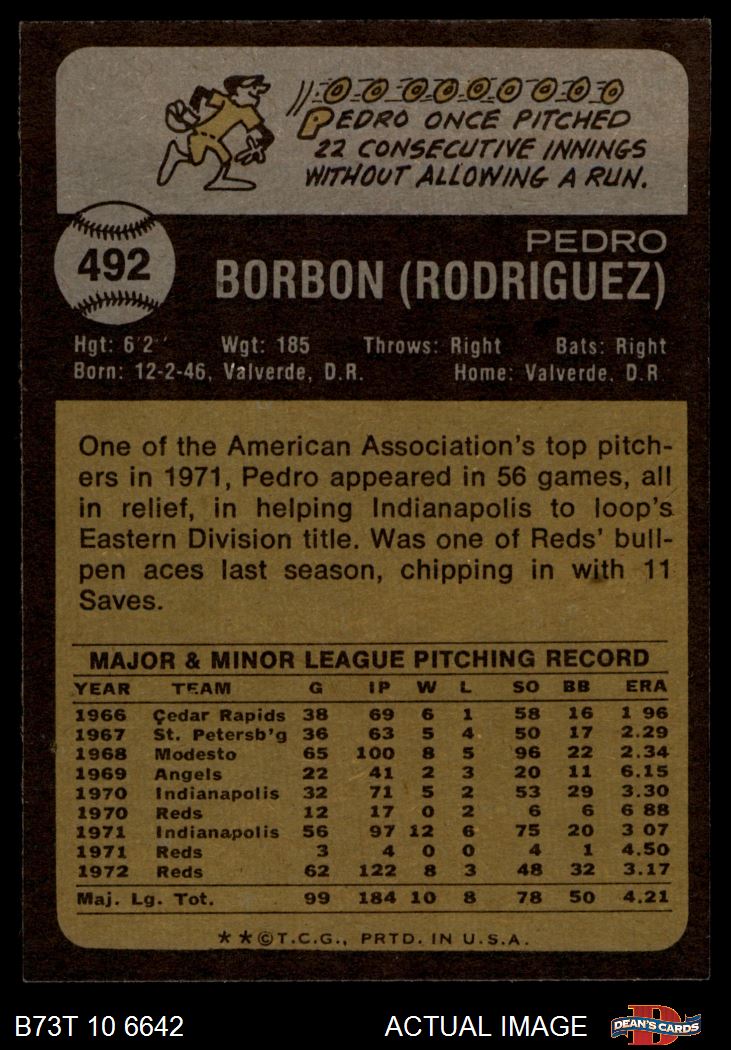 PEDRO ONCE PITCHED
22 CONSECUTIVE INNINGS
WITHOUT ALLOWING A RUN.
492
PEDRO
BORBON (RODRIGUEZ)
Hgt: 6'2" Wgt: 185 Throws: Right Bats: Right
Born: 12-2-46, Valverde, D.R. Home: Valverde, D.R
One of the American Association's top pitch-
ers in 1971, Pedro appeared in 56 games, all
in relief, in helping Indianapolis to loop's
Eastern Division title. Was one of Reds' bull-
pen aces last season, chipping in with 11
Saves.
MAJOR & MINOR LEAGUE PITCHING RECORD
YEAR TEAM G IP W L SO BB ERA
1966 Cedar Rapids 38 69 6 1 58 16 1 96
1967 St. Petersb'g 36 63 5 4 50 17 2.29
1968 Modesto 65 100 8 5 96 22 2.34
1969 Angels 22 41 2 3 20 11 6.15
1970 Indianapolis 32 71 5 2 53 29 3.30
1970 Reds 12 17 0 2 6 6 6 88
1971 Indianapolis 56 97 12 6 75 20 3 07
1971 Reds 3 4 0 0 4 1 4.50
1972 Reds 62 122 8 3 48 32 3.17
Maj. Lg. Tot. 99 184 10 8 78 50 4.21
**©T.C.G., PRTD. IN U.S.A.
B73T 10 6642 ACTUAL IMAGE DEAN'S CARDS